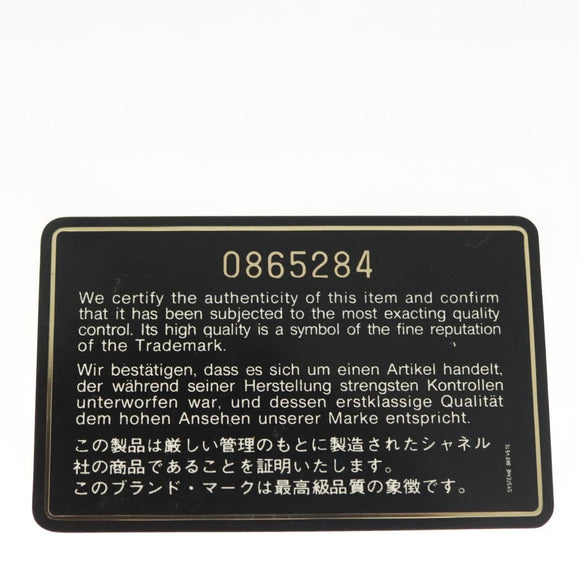 0865284
We certify the authenticity of this item and confirm
that it has been subjected to the most exacting quality
control. Its high quality is a symbol of the fine reputation
of the Trademark.
Wir bestätigen, dass es sich um einen Artikel handelt,
der während seiner Herstellung strengsten Kontrollen
unterworfen war, und dessen erstklassige Qualität
dem hohen Ansehen unserer Marke entspricht.
この製品は厳しい管理のもとに製造されたシャネル
社の商品であることを証明いたします。
このブランド・マークは最高級品質の象徴です。
SYSTEME BREVETE